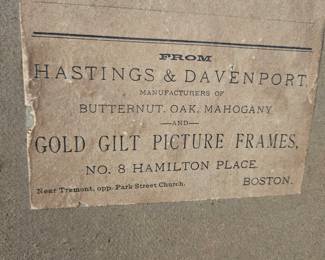 FROM
HASTINGS & DAVENPORT,
MANUFACTURERS OF
BUTTERNUT, OAK, MAHOGANY
—AND—
GOLD GILT PICTURE FRAMES,
NO. 8 HAMILTON PLACE.
Near Tremont, opp. Park Street Church. BOSTON.